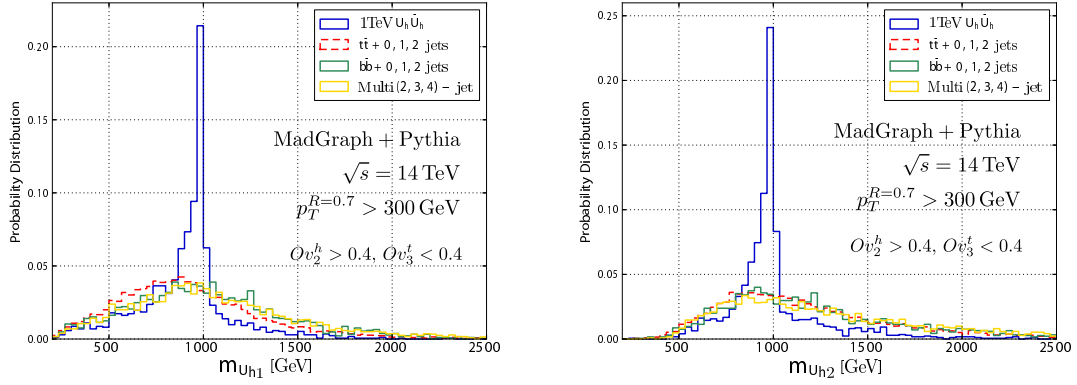 1TeV U_h Ū_h
tt̄ + 0, 1, 2 jets
bb̄ + 0, 1, 2 jets
Multi (2, 3, 4) − jet
MadGraph + Pythia
√s = 14 TeV
p_T^{R=0.7} > 300 GeV
Ov_2^h > 0.4, Ov_3^t < 0.4
Probability Distribution
0.20
0.15
0.10
0.05
0.00
500
1000
1500
2000
2500
m_{Uh1} [GeV]
1TeV U_h Ū_h
tt̄ + 0, 1, 2 jets
bb̄ + 0, 1, 2 jets
Multi (2, 3, 4) − jet
MadGraph + Pythia
√s = 14 TeV
p_T^{R=0.7} > 300 GeV
Ov_2^h > 0.4, Ov_3^t < 0.4
Probability Distribution
0.25
0.20
0.15
0.10
0.05
0.00
500
1000
1500
2000
2500
m_{Uh2} [GeV]